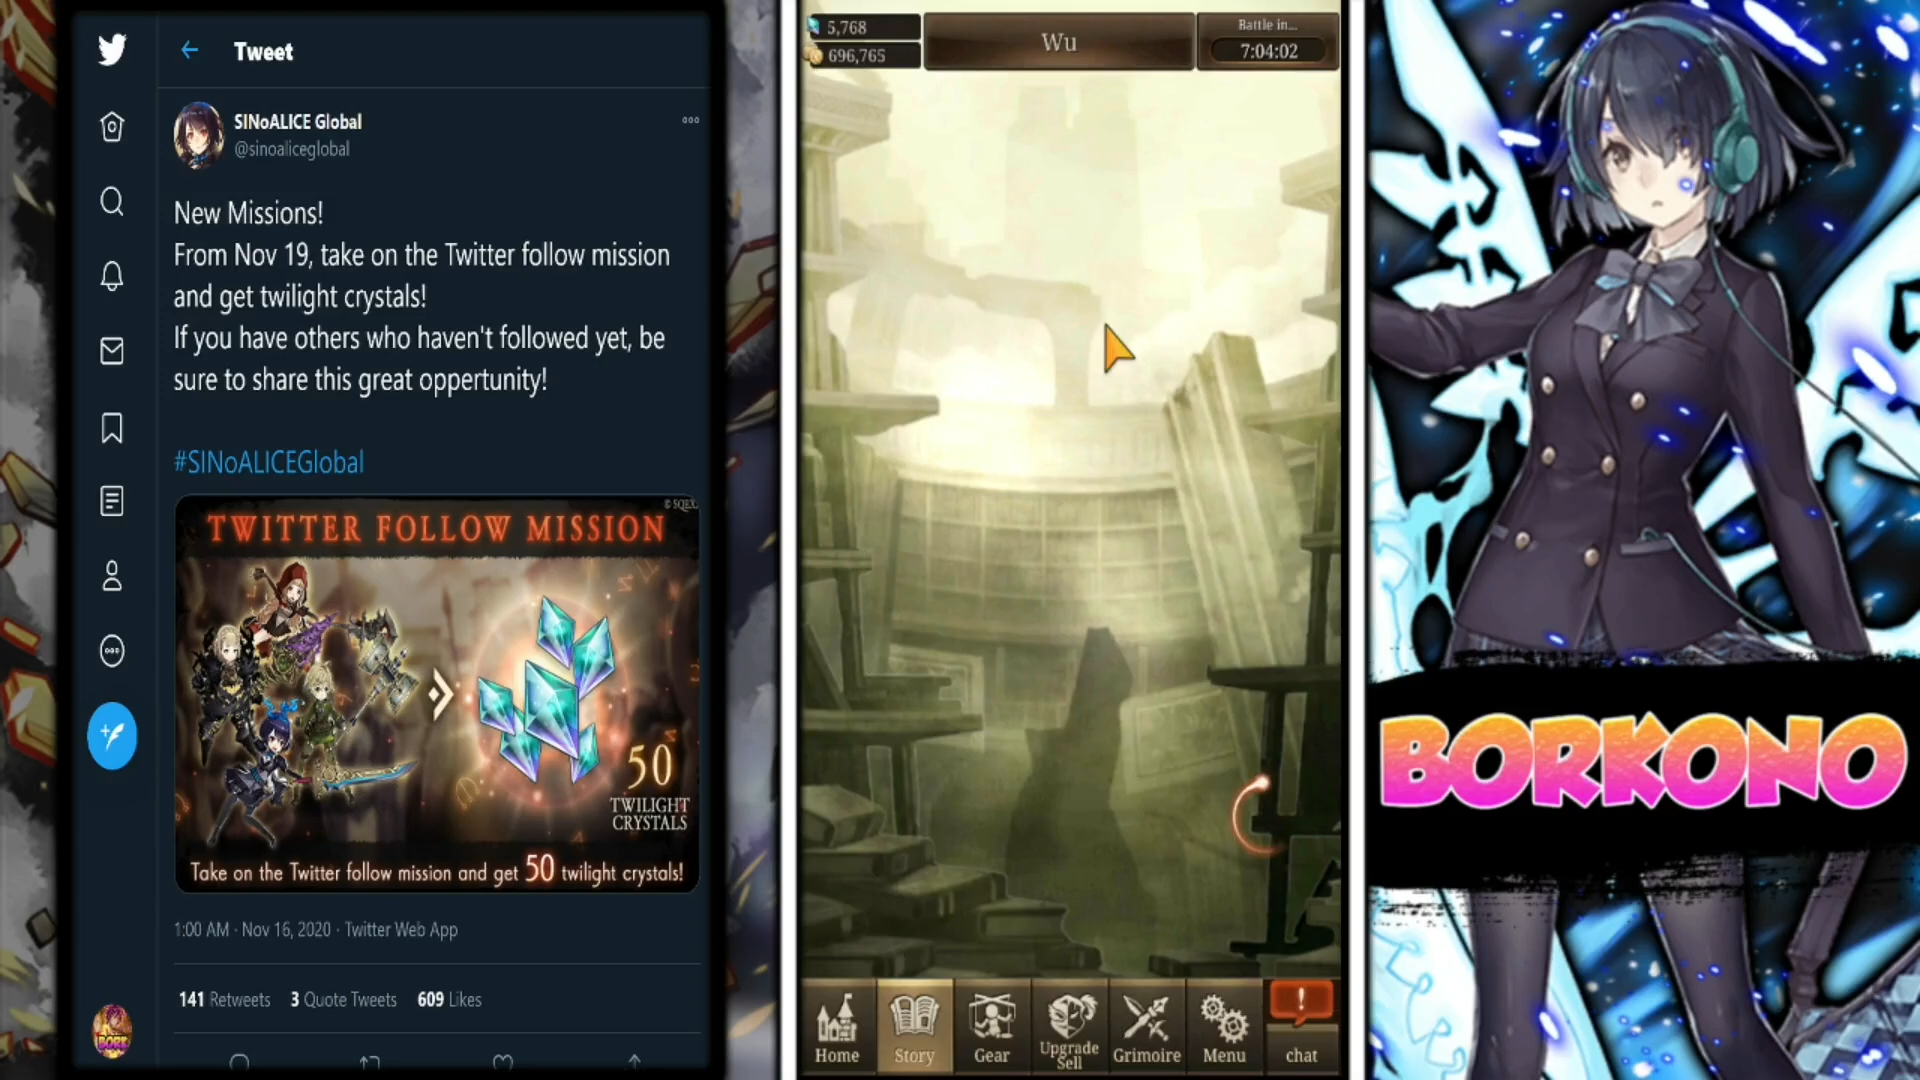 Tweet
SINoALICE Global
@sinoaliceglobal
New Missions!
From Nov 19, take on the Twitter follow mission
and get twilight crystals!
If you have others who haven't followed yet, be
sure to share this great oppertunity!
#SINoALICEGlobal
© SQEX
TWITTER FOLLOW MISSION
50
TWILIGHT
CRYSTALS
Take on the Twitter follow mission and get 50 twilight crystals!
1:00 AM · Nov 16, 2020 · Twitter Web App
141 Retweets 3 Quote Tweets 609 Likes
BORK
5,768
696,765
Wu
Battle in...
7:04:02
Home
Story
Gear
Upgrade
Sell
Grimoire
Menu
!
chat
BORKONO